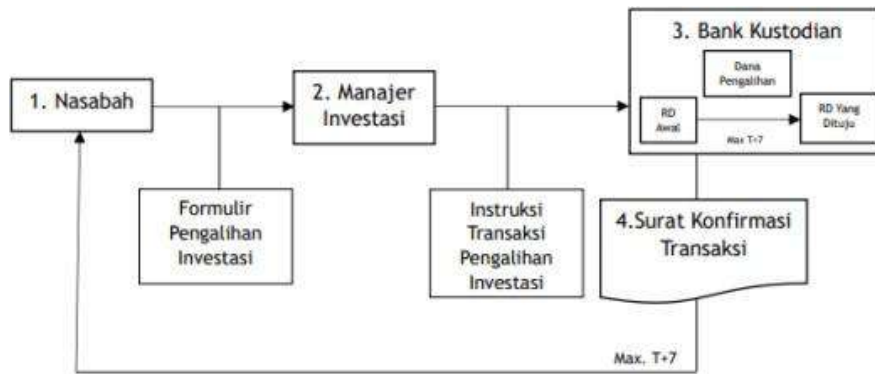 3. Bank Kustodian
Dana
Pengalihan
1. Nasabah
2. Manajer
Investasi
RD
Awal
RD Yang
Dituju
Max T+7
Formulir
Pengalihan
Investasi
Instruksi
Transaksi
Pengalihan
Investasi
4.Surat Konfirmasi
Transaksi
Max. T+7